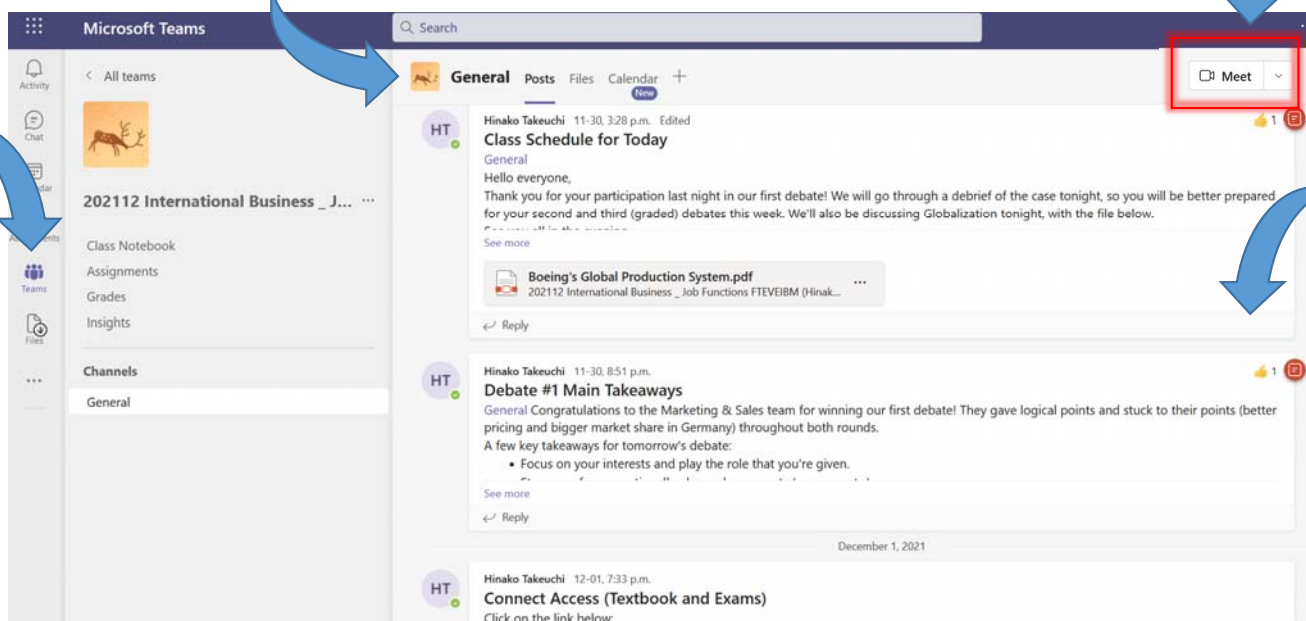 Microsoft Teams
Search
Activity
Chat
Teams
Files
All teams
202112 International Business _ J... ...
Class Notebook
Assignments
Grades
Insights
Channels
General
General Posts Files Calendar
New
Meet
HT
Hinako Takeuchi 11-30, 3:28 p.m. Edited
1
Class Schedule for Today
General
Hello everyone,
Thank you for your participation last night in our first debate! We will go through a debrief of the case tonight, so you will be better prepared
for your second and third (graded) debates this week. We'll also be discussing Globalization tonight, with the file below.
See more
Boeing's Global Production System.pdf
202112 International Business _ Job Functions FTEVEIBM (Hinak...
Reply
HT
Hinako Takeuchi 11-30, 8:51 p.m.
1
Debate #1 Main Takeaways
General Congratulations to the Marketing & Sales team for winning our first debate! They gave logical points and stuck to their points (better
pricing and bigger market share in Germany) throughout both rounds.
A few key takeaways for tomorrow's debate:
• Focus on your interests and play the role that you're given.
See more
Reply
December 1, 2021
HT
Hinako Takeuchi 12-01, 7:33 p.m.
Connect Access (Textbook and Exams)
Click on the link below: